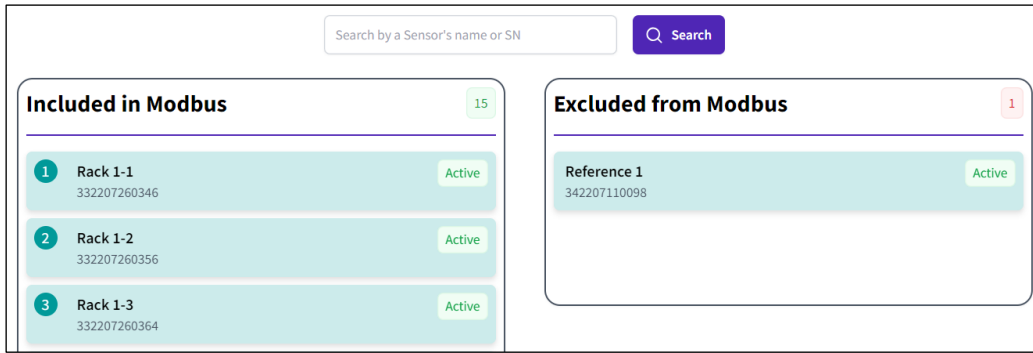 Search by a Sensor's name or SN
Search
Included in Modbus
15
1
Rack 1-1
332207260346
Active
2
Rack 1-2
332207260356
Active
3
Rack 1-3
332207260364
Active
Excluded from Modbus
1
Reference 1
342207110098
Active